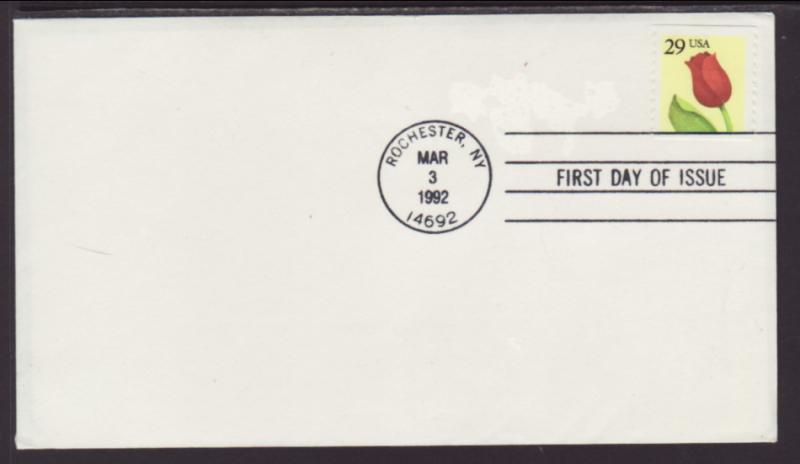 29 USA
ROCHESTER, NY
MAR
3
1992
14692
FIRST DAY OF ISSUE